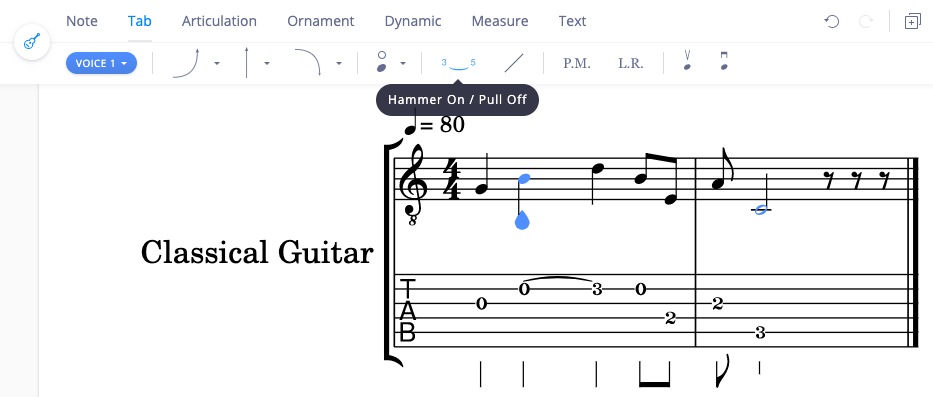 Note Tab Articulation Ornament Dynamic Measure Text
VOICE 1 3 5 P.M. L.R.
Hammer On / Pull Off
= 80
4
4
8
Classical Guitar
T
A
B
0 0 3 0 2 2 3